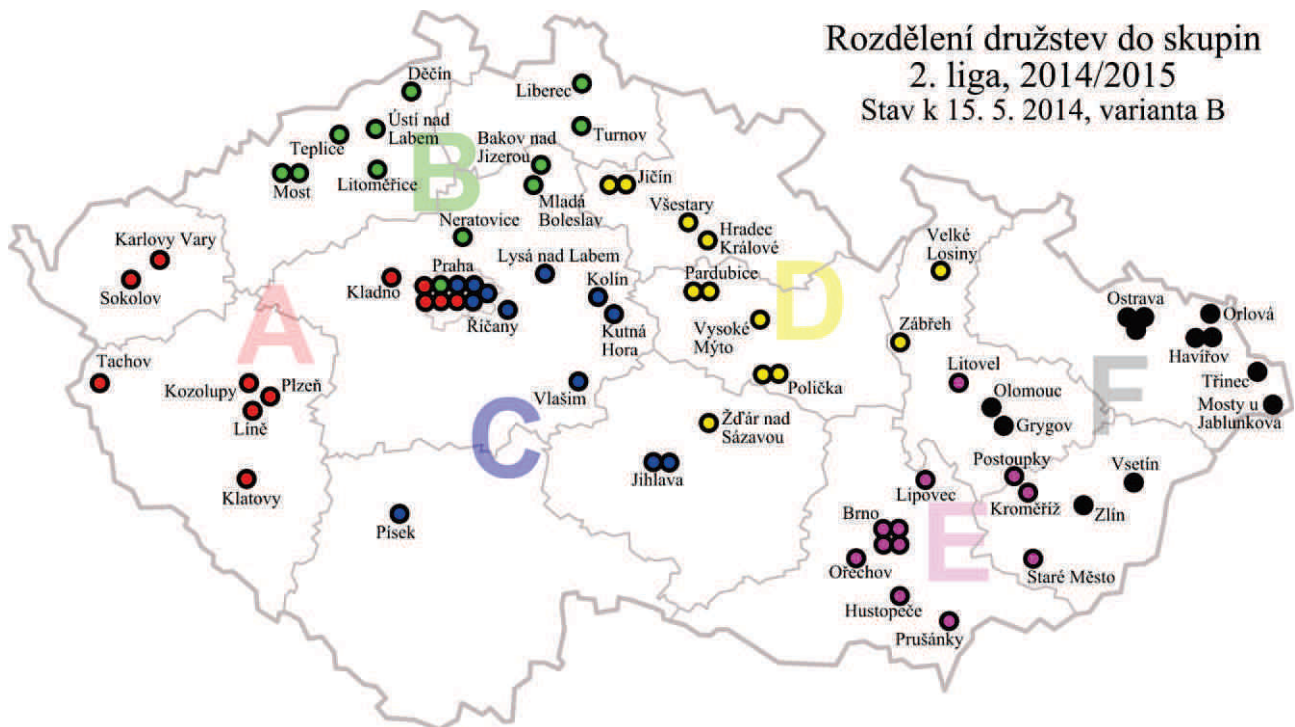 Rozdělení družstev do skupin
2. liga, 2014/2015
Stav k 15. 5. 2014, varianta B
Děčín
Liberec
Ústí nad
Labem
Teplice
Turnov
Bakov nad
Jizerou
B
Most
Litoměřice
Jičín
Mladá
Boleslav
Všestary
Hradec
Králové
Neratovice
Karlovy Vary
Velké
Losiny
Lysá nad Labem
Praha
Kolín
Pardubice
D
Kladno
Sokolov
Ostrava
Orlová
A
Říčany
Kutná
Hora
Vysoké
Mýto
Zábřeh
Havířov
Tachov
Litovel
F
Třinec
Kozolupy
Plzeň
Vlašim
Polička
Olomouc
Mosty u
Jablunkova
Líně
C
Žďár nad
Sázavou
Grygov
Postoupky
Vsetín
Klatovy
Jihlava
Lipovec
Kroměříž
Zlín
Písek
Brno
E
Ořechov
Staré Město
Hustopeče
Prušánky